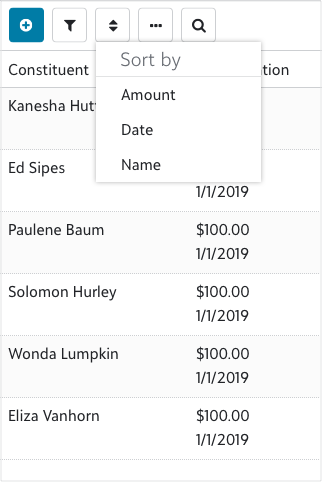 Sort by
Constituent
Amount
Kanesha
Date
Ed Sipes
Name
1/1/2019
Paulene Baum $100.00
1/1/2019
Solomon Hurley $100.00
1/1/2019
Wonda Lumpkin $100.00
1/1/2019
Eliza Vanhorn $100.00
1/1/2019